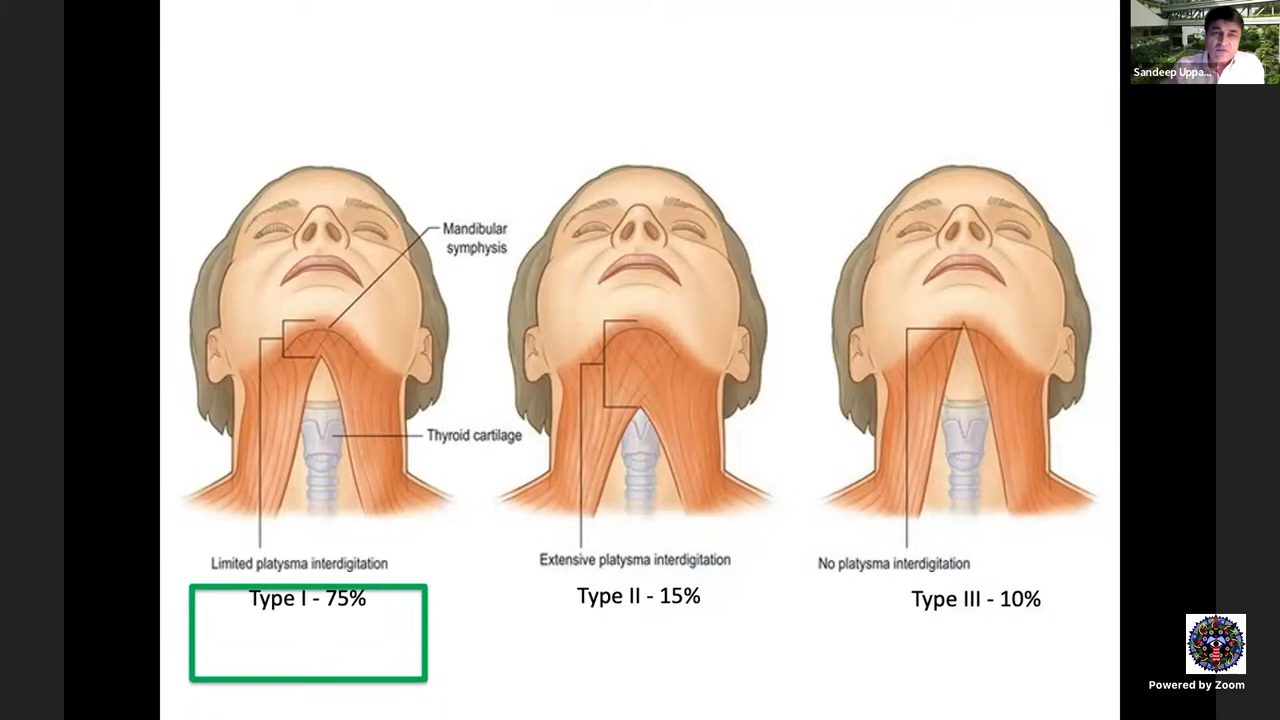 Sandeep Uppa...
Mandibular
symphysis
Thyroid cartilage
Limited platysma interdigitation
Extensive platysma interdigitation
No platysma interdigitation
Type I - 75%
Type II - 15%
Type III - 10%
Powered by Zoom